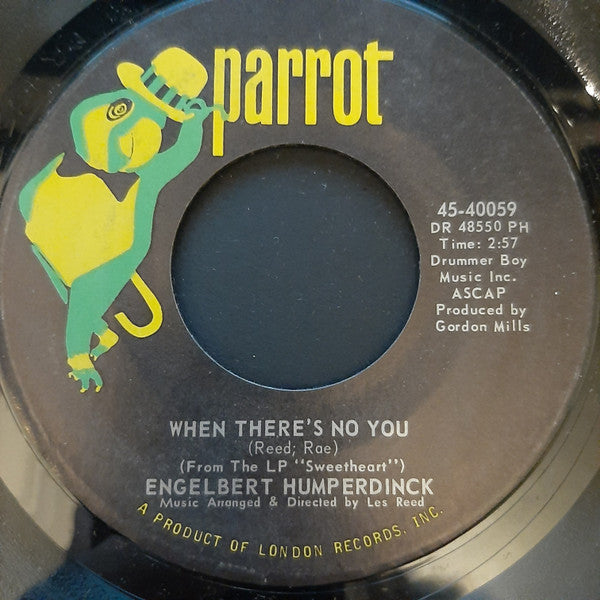 parrot
45-40059
DR 48550 PH
Time: 2:57
Drummer Boy
Music Inc.
ASCAP
Produced by
Gordon Mills
WHEN THERE'S NO YOU
(Reed; Rae)
(From The LP "Sweetheart")
ENGELBERT HUMPERDINCK
Music Arranged & Directed by Les Reed
A PRODUCT OF LONDON RECORDS, INC.